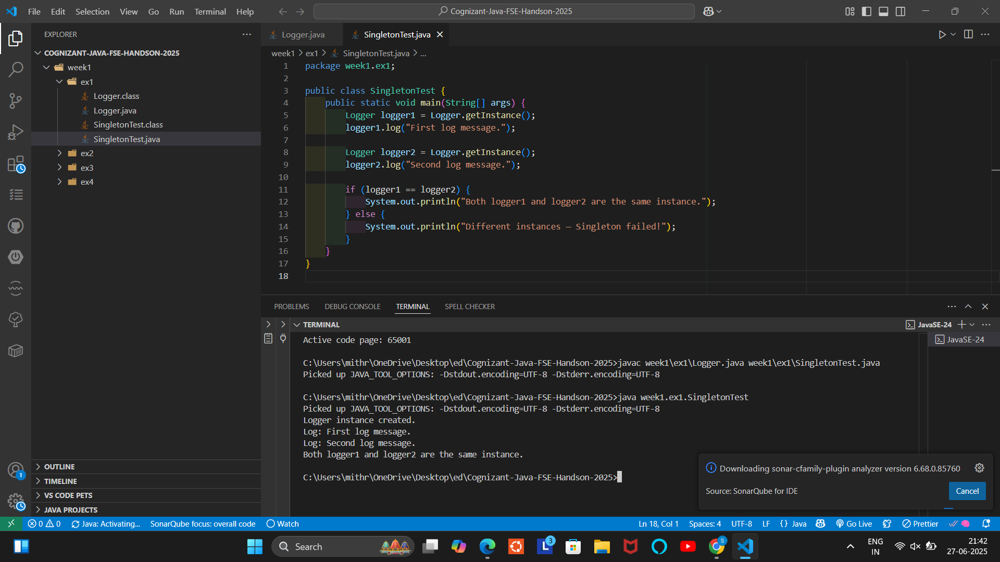 File Edit Selection View Go Run Terminal Help
Cognizant-Java-FSE-Handson-2025
EXPLORER
COGNIZANT-JAVA-FSE-HANDSON-2025
week1
ex1
Logger.class
Logger.java
SingletonTest.class
SingletonTest.java
ex2
ex3
ex4
OUTLINE
TIMELINE
VS CODE PETS
JAVA PROJECTS
1
Logger.java SingletonTest.java
week1 > ex1 > SingletonTest.java > ...
1 package week1.ex1;
2
3 public class SingletonTest {
4 public static void main(String[] args) {
5 Logger logger1 = Logger.getInstance();
6 logger1.log("First log message.");
7
8 Logger logger2 = Logger.getInstance();
9 logger2.log("Second log message.");
10
11 if (logger1 == logger2) {
12 System.out.println("Both logger1 and logger2 are the same instance.");
13 } else {
14 System.out.println("Different instances – Singleton failed!");
15 }
16 }
17 }
18
PROBLEMS DEBUG CONSOLE TERMINAL SPELL CHECKER
TERMINAL
JavaSE-24
JavaSE-24
Active code page: 65001
C:\Users\mithr\OneDrive\Desktop\ed\Cognizant-Java-FSE-Handson-2025>javac week1\ex1\Logger.java week1\ex1\SingletonTest.java
Picked up JAVA_TOOL_OPTIONS: -Dstdout.encoding=UTF-8 -Dstderr.encoding=UTF-8
C:\Users\mithr\OneDrive\Desktop\ed\Cognizant-Java-FSE-Handson-2025>java week1.ex1.SingletonTest
Picked up JAVA_TOOL_OPTIONS: -Dstdout.encoding=UTF-8 -Dstderr.encoding=UTF-8
Logger instance created.
Log: First log message.
Log: Second log message.
Both logger1 and logger2 are the same instance.
C:\Users\mithr\OneDrive\Desktop\ed\Cognizant-Java-FSE-Handson-2025>
Downloading sonar-cfamily-plugin analyzer version 6.68.0.85760
Source: SonarQube for IDE
Cancel
0 0 Java: Activating... SonarQube focus: overall code Watch
Ln 18, Col 1 Spaces: 4 UTF-8 LF {} Java Go Live Prettier
Search
L 3
S
ENG
IN
21:42
27-06-2025